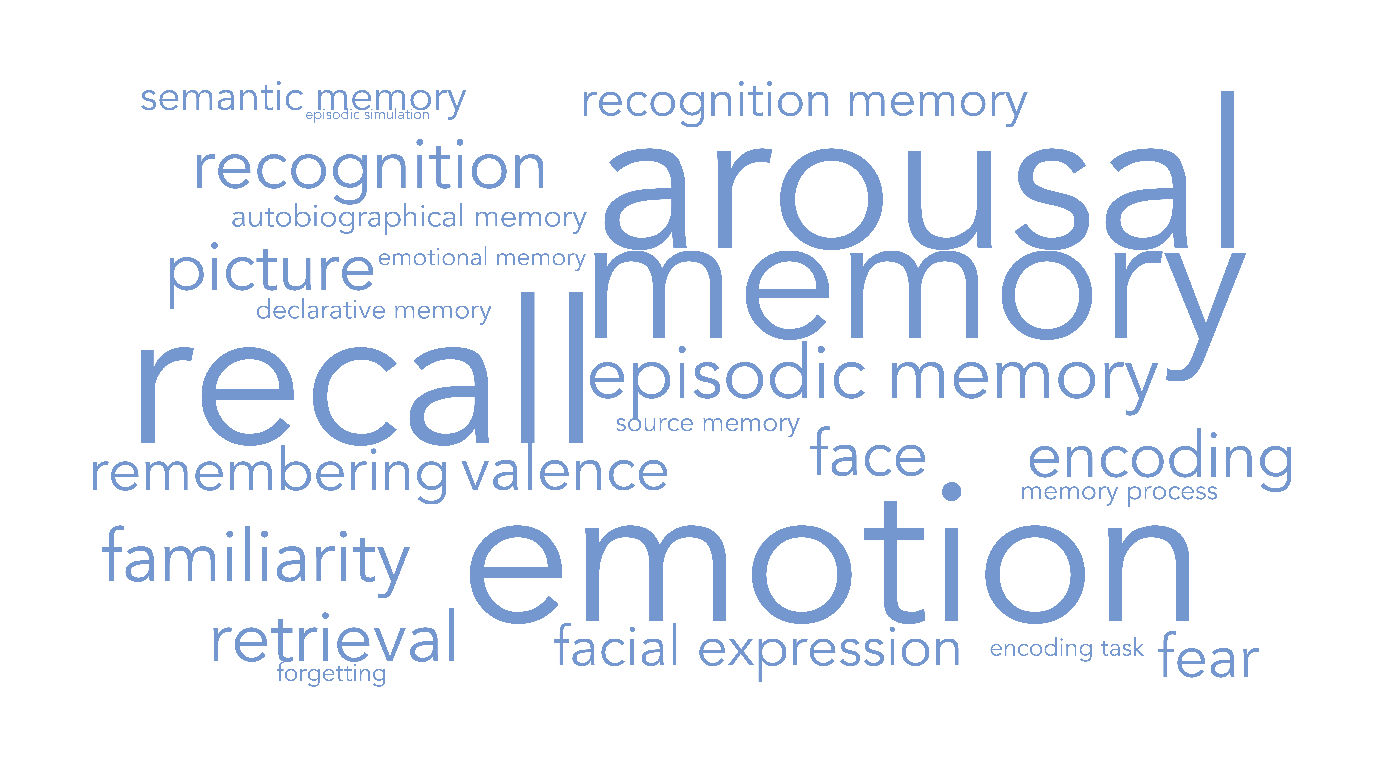 semantic memory
episodic simulation
recognition memory
recognition
arousal
autobiographical memory
picture
emotional memory
memory
declarative memory
recall
episodic memory
source memory
remembering
valence
face
encoding
memory process
familiarity
emotion
retrieval
forgetting
facial expression
encoding task
fear